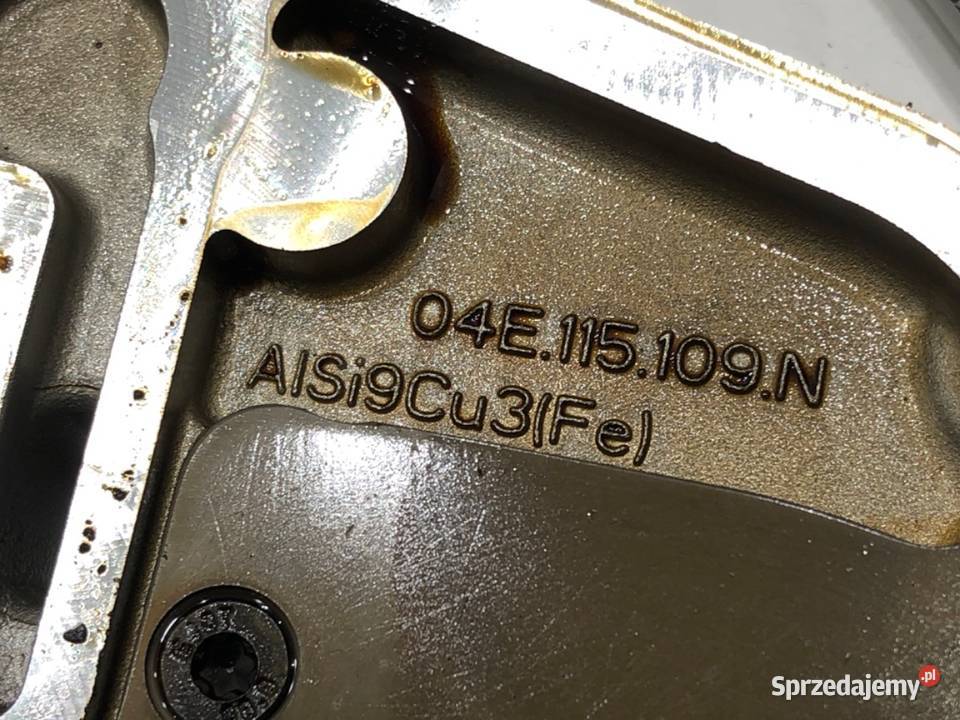 04E.115.109.N
AlSi9Cu3(Fe)
Sprzedajemy.pl